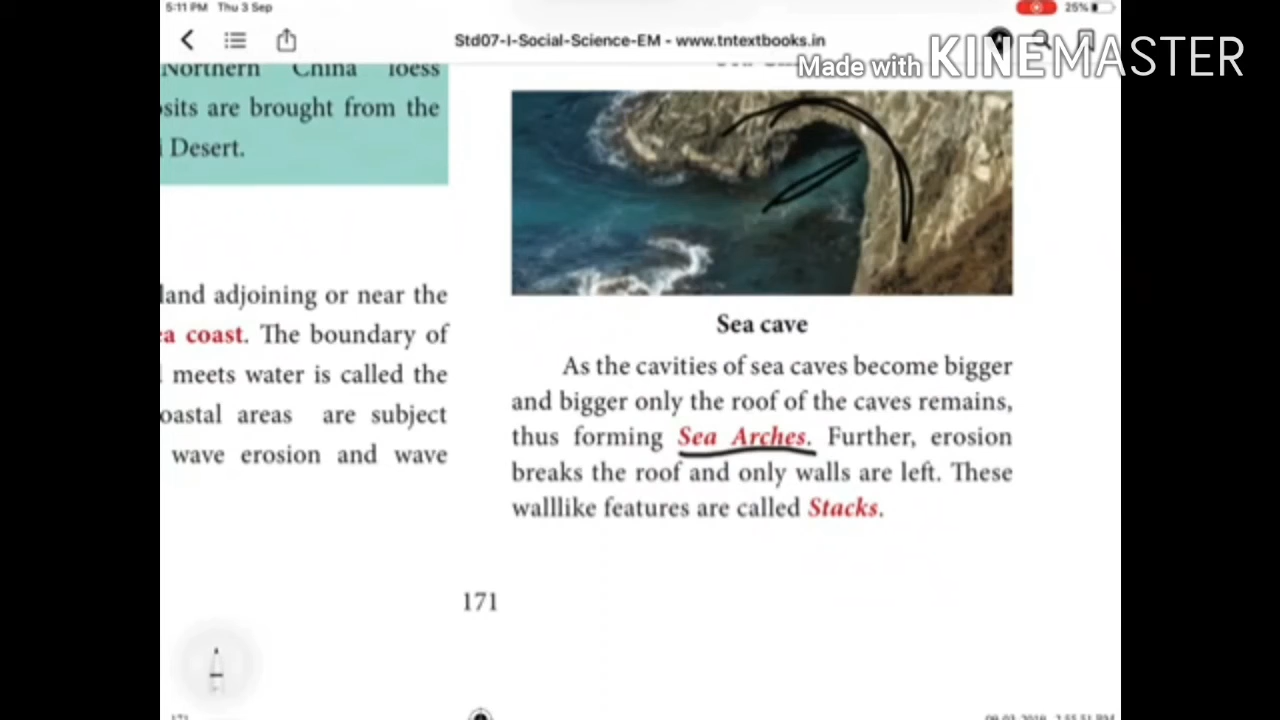 5:11 PM Thu 3 Sep
25%
Std07-I-Social-Science-EM - www.tntextbooks.in
Made with KINEMASTER
Northern China loess
sits are brought from the
Desert.
land adjoining or near the
a coast. The boundary of
meets water is called the
oastal areas are subject
wave erosion and wave
Sea cave
As the cavities of sea caves become bigger
and bigger only the roof of the caves remains,
thus forming Sea Arches. Further, erosion
breaks the roof and only walls are left. These
walllike features are called Stacks.
171